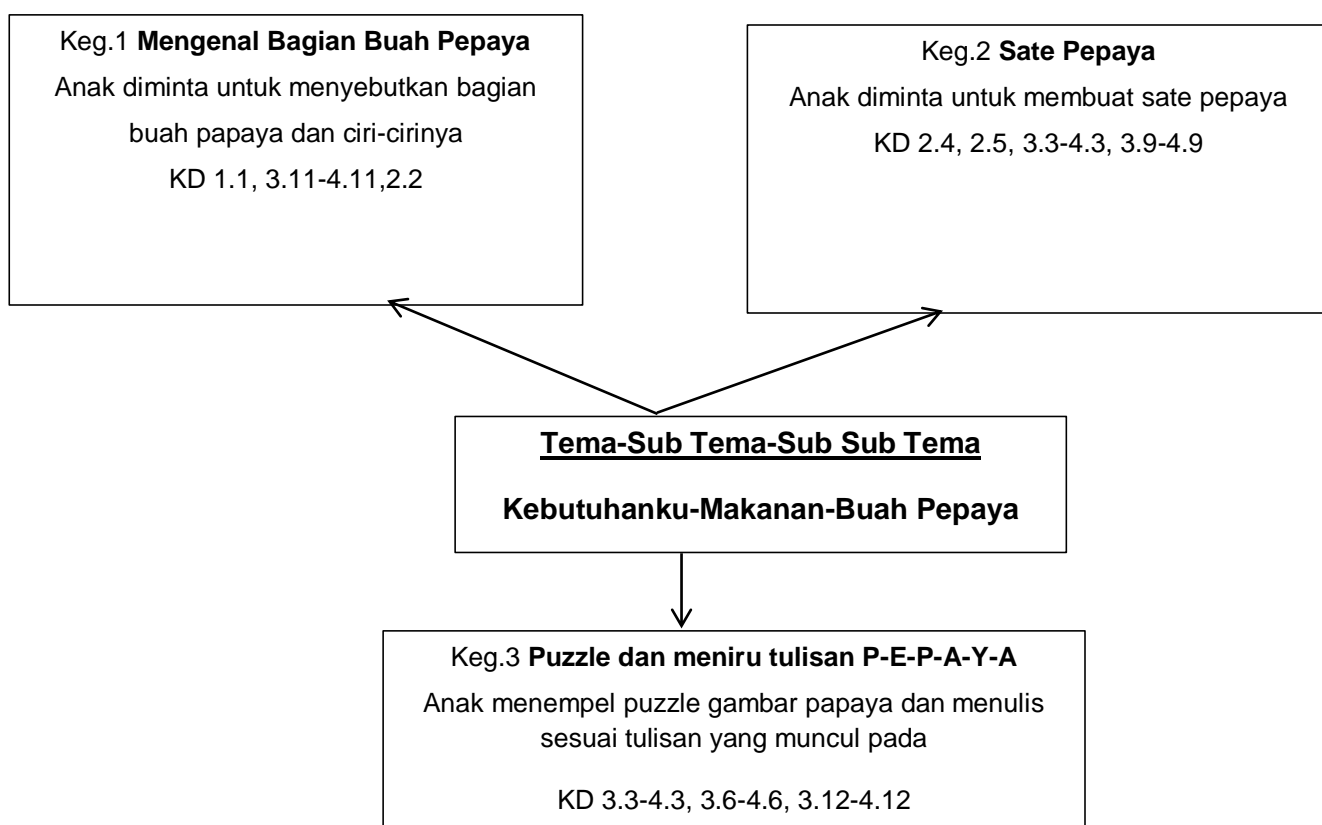 Keg.1 Mengenal Bagian Buah Pepaya
Anak diminta untuk menyebutkan bagian
buah papaya dan ciri-cirinya
KD 1.1, 3.11-4.11,2.2
Keg.2 Sate Pepaya
Anak diminta untuk membuat sate pepaya
KD 2.4, 2.5, 3.3-4.3, 3.9-4.9
Tema-Sub Tema-Sub Sub Tema
Kebutuhanku-Makanan-Buah Pepaya
Keg.3 Puzzle dan meniru tulisan P-E-P-A-Y-A
Anak menempel puzzle gambar papaya dan menulis
sesuai tulisan yang muncul pada
KD 3.3-4.3, 3.6-4.6, 3.12-4.12